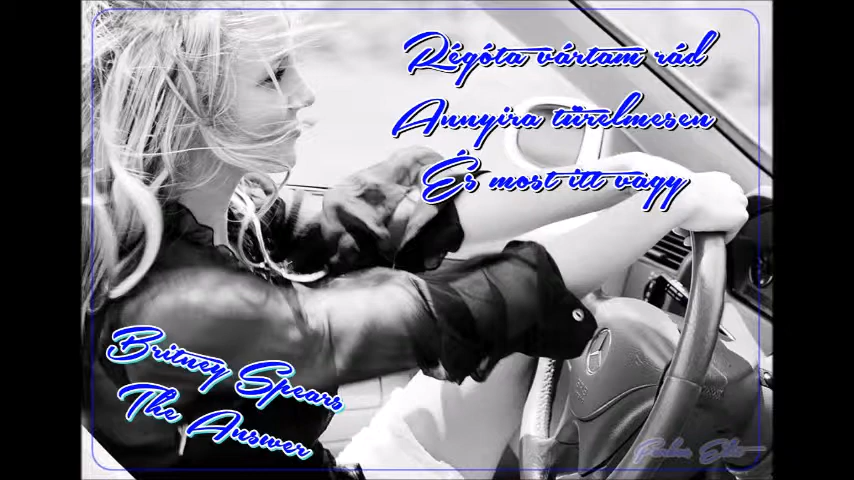 Régóta vártam rád
Annyira türelmesen
És most itt vagy
Britney Spears
The Answer